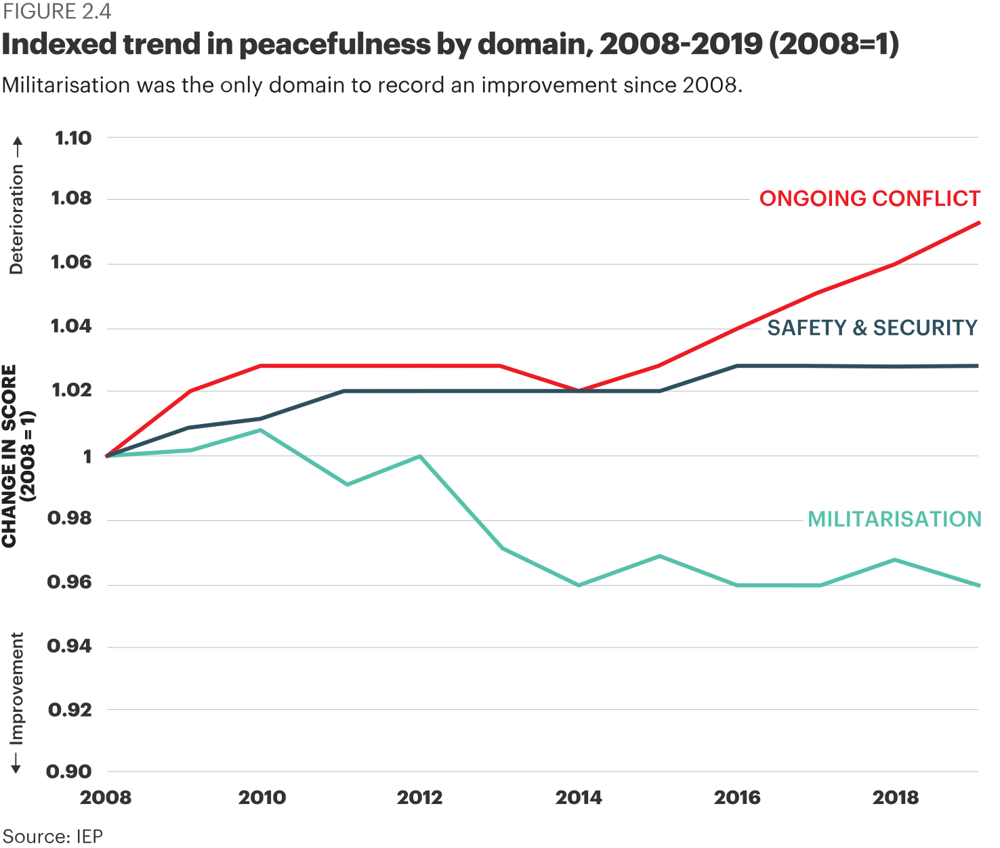 FIGURE 2.4
Indexed trend in peacefulness by domain, 2008-2019 (2008=1)
Militarisation was the only domain to record an improvement since 2008.
Deterioration →
CHANGE IN SCORE
(2008 = 1)
← Improvement
1.10
1.08
1.06
1.04
1.02
1
0.98
0.96
0.94
0.92
0.90
ONGOING CONFLICT
SAFETY & SECURITY
MILITARISATION
2008 2010 2012 2014 2016 2018
Source: IEP